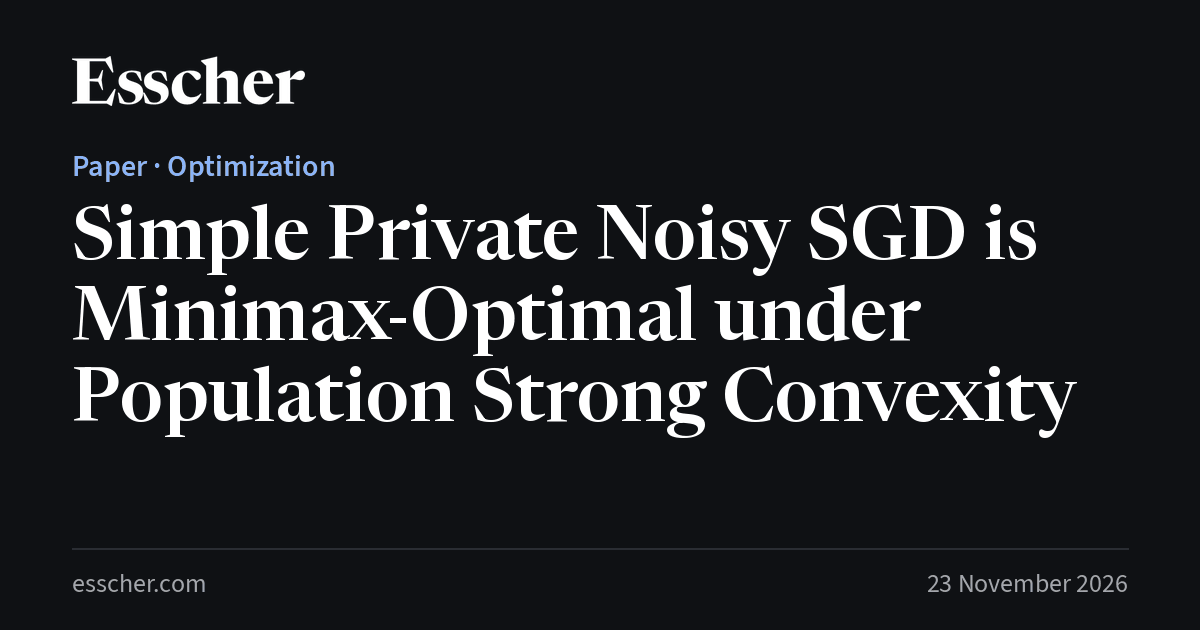 Esscher
Paper · Optimization
Simple Private Noisy SGD is
Minimax-Optimal under
Population Strong Convexity
esscher.com
23 November 2026